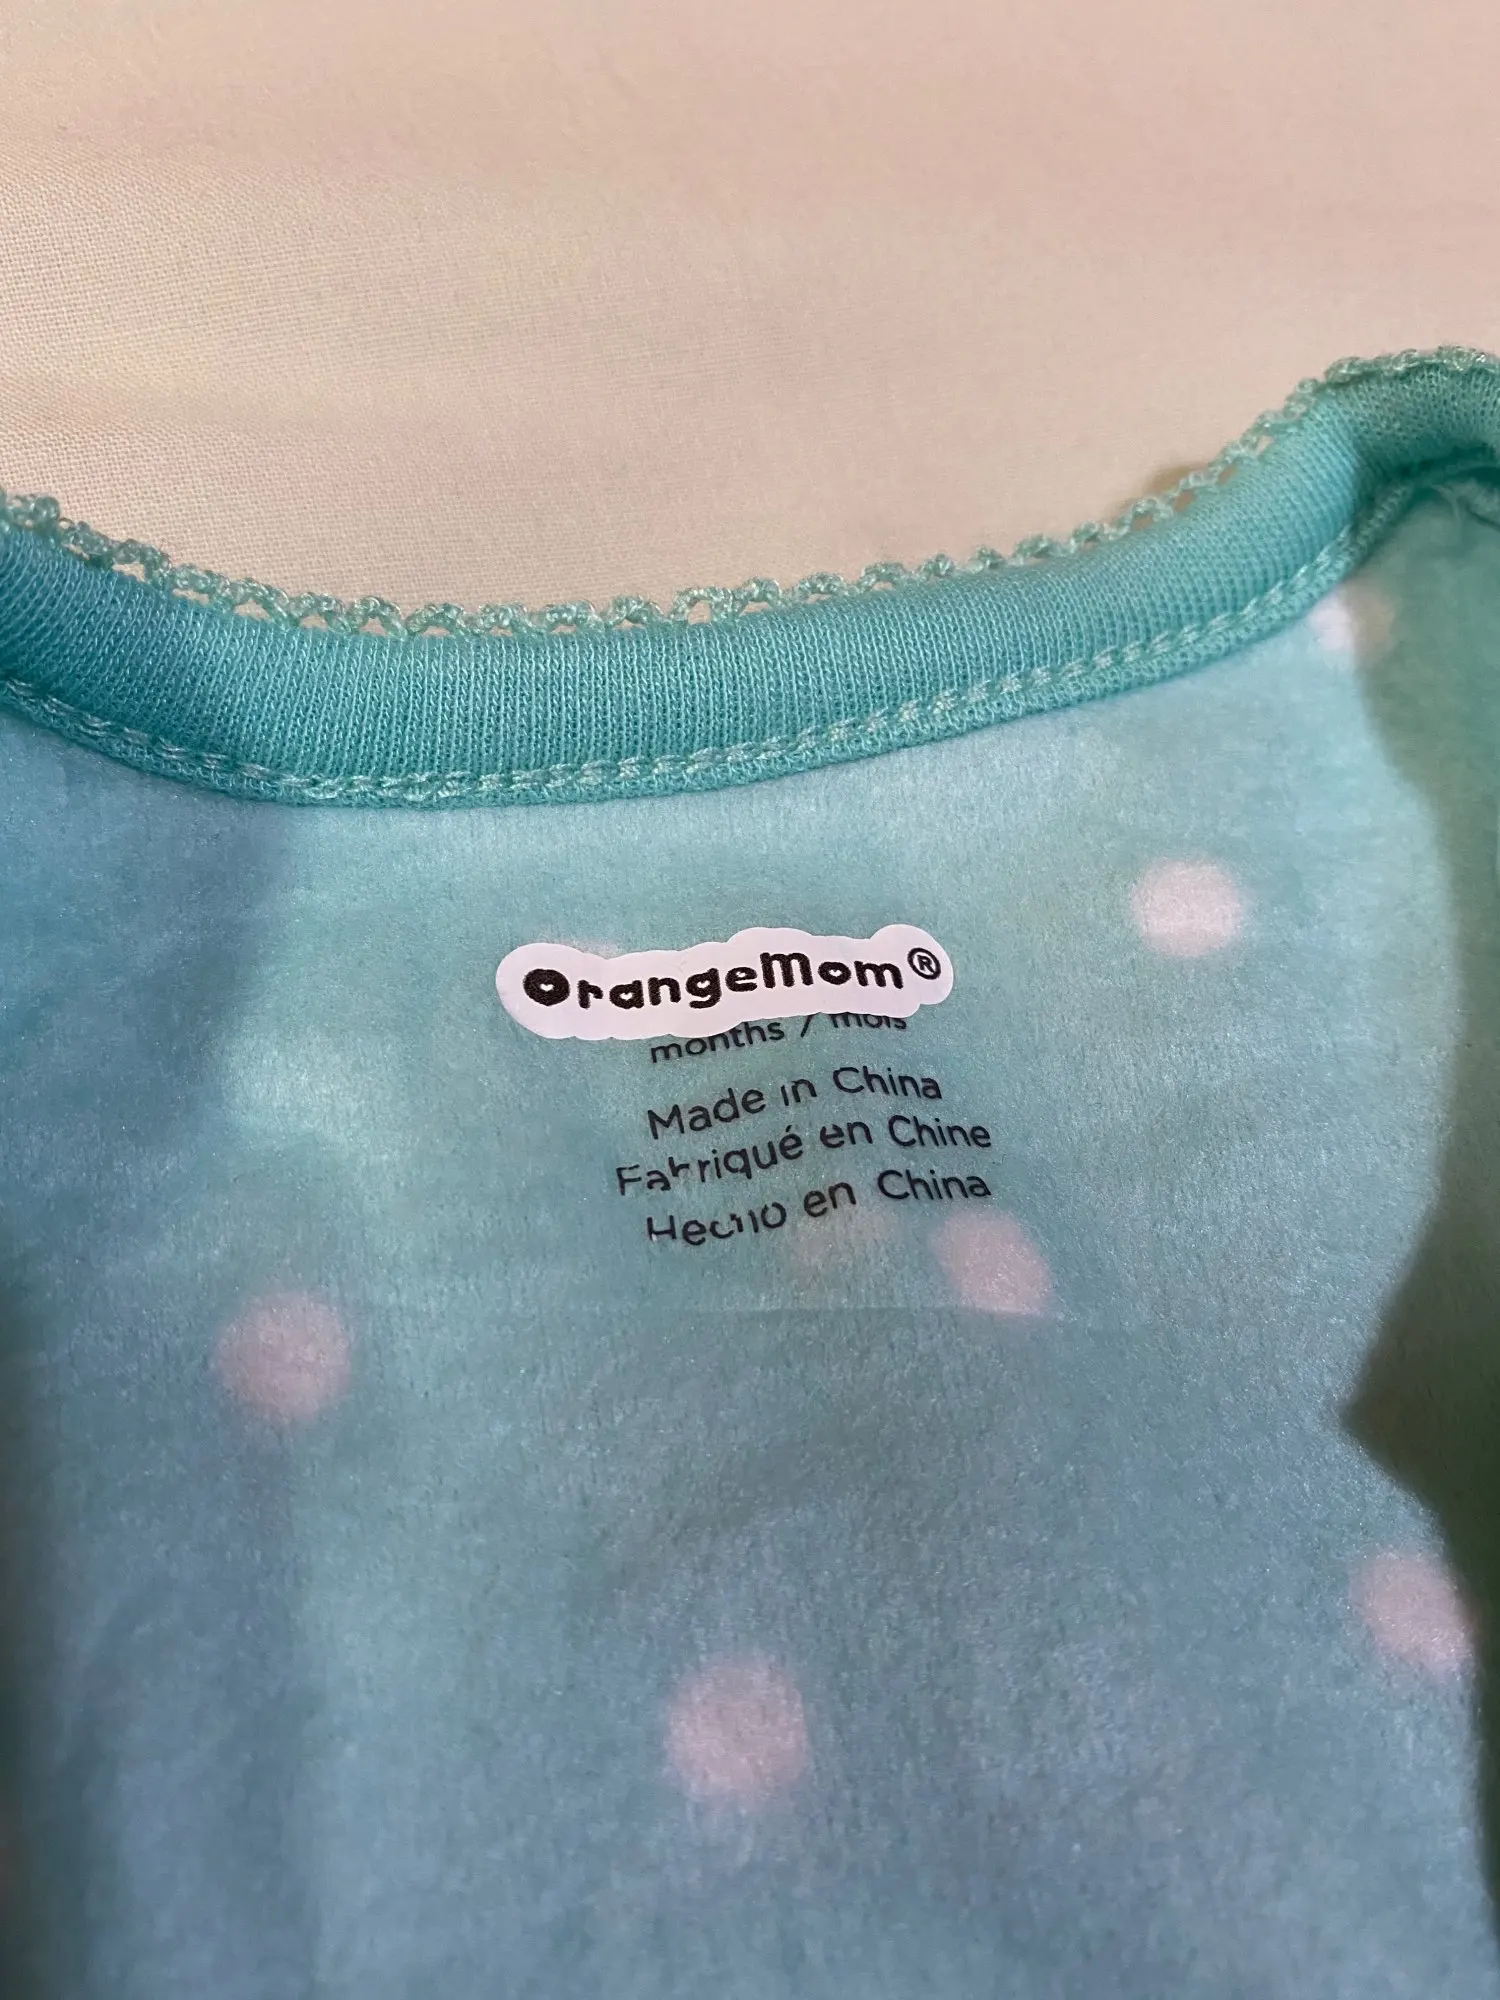 OrangeMom®
months / mois
Made in China
Fabriqué en Chine
Hecho en China